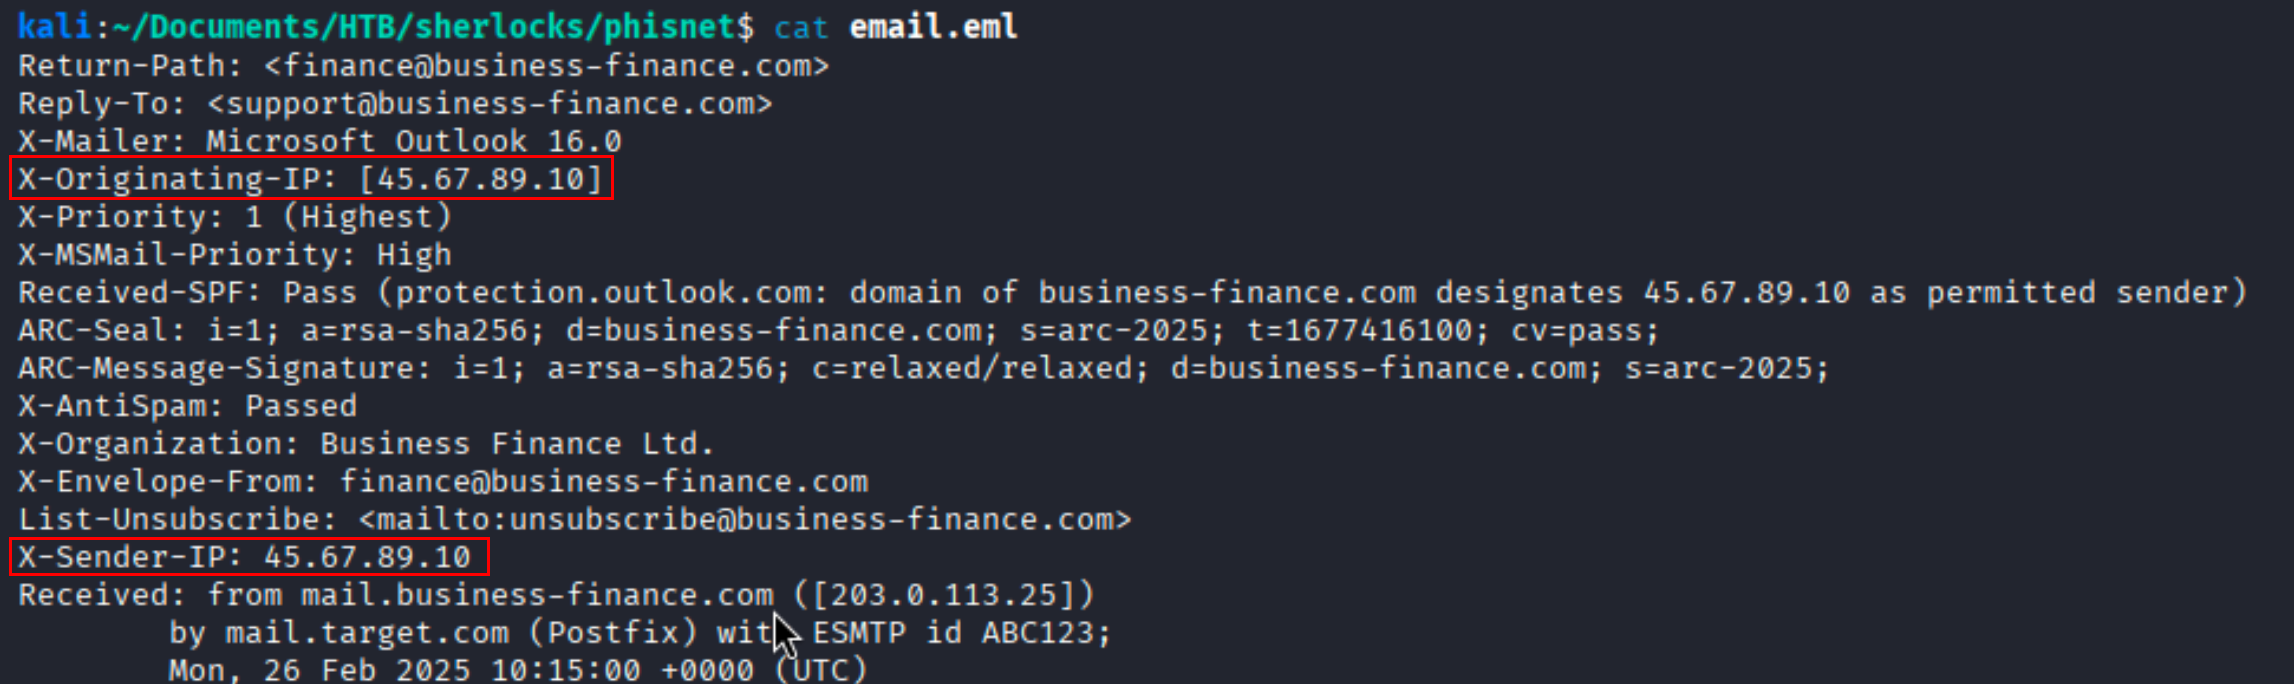 kali:~/Documents/HTB/sherlocks/phisnet$ cat email.eml
Return-Path: <finance@business-finance.com>
Reply-To: <support@business-finance.com>
X-Mailer: Microsoft Outlook 16.0
X-Originating-IP: [45.67.89.10]
X-Priority: 1 (Highest)
X-MSMail-Priority: High
Received-SPF: Pass (protection.outlook.com: domain of business-finance.com designates 45.67.89.10 as permitted sender)
ARC-Seal: i=1; a=rsa-sha256; d=business-finance.com; s=arc-2025; t=1677416100; cv=pass;
ARC-Message-Signature: i=1; a=rsa-sha256; c=relaxed/relaxed; d=business-finance.com; s=arc-2025;
X-AntiSpam: Passed
X-Organization: Business Finance Ltd.
X-Envelope-From: finance@business-finance.com
List-Unsubscribe: <mailto:unsubscribe@business-finance.com>
X-Sender-IP: 45.67.89.10
Received: from mail.business-finance.com ([203.0.113.25])
by mail.target.com (Postfix) with ESMTP id ABC123;
Mon, 26 Feb 2025 10:15:00 +0000 (UTC)